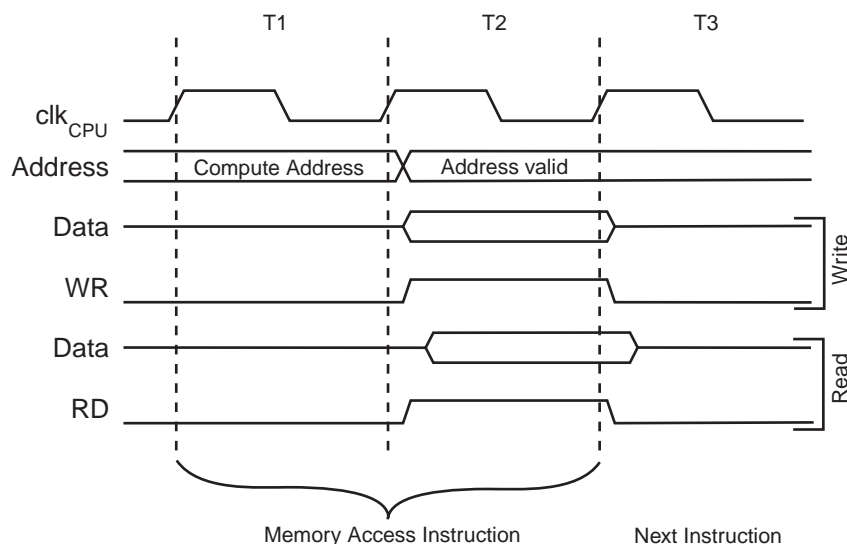 T1 T2 T3
clkCPU
Address Compute Address Address valid
Data
WR
Write
Data
RD
Read
Memory Access Instruction Next Instruction